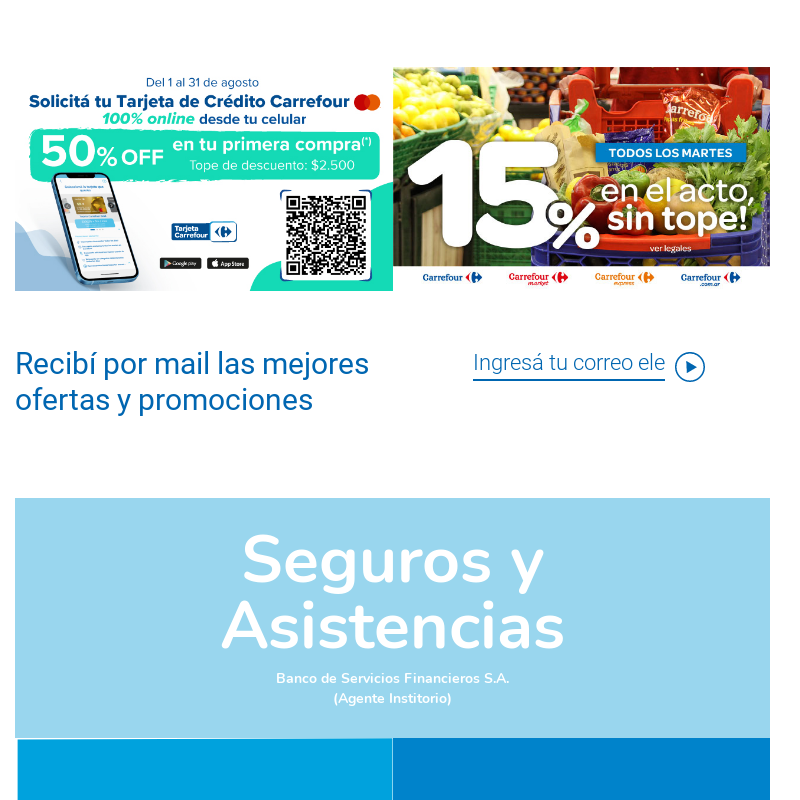 Del 1 al 31 de agosto
Solicitá tu Tarjeta de Crédito Carrefour
100% online desde tu celular
50% OFF en tu primera compra(*)
Tope de descuento: $2.500
Tarjeta
Carrefour
Google play
App Store
TODOS LOS MARTES
15% en el acto,
sin tope!
ver legales
Carrefour
Carrefour market
Carrefour express
Carrefour .com.ar
Recibí por mail las mejores
ofertas y promociones
Ingresá tu correo ele
Seguros y
Asistencias
Banco de Servicios Financieros S.A.
(Agente Institorio)